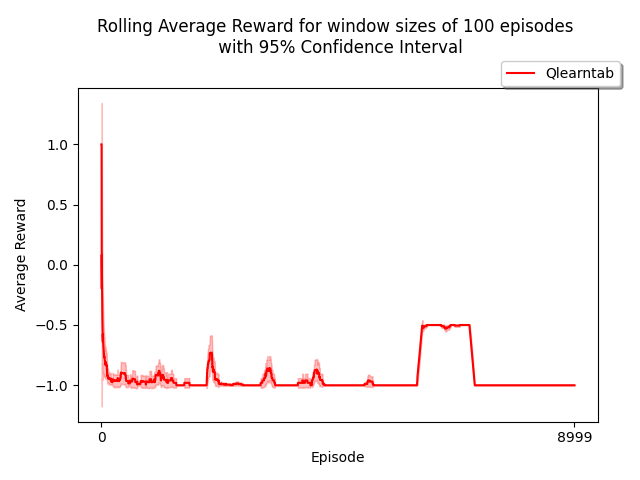 Rolling Average Reward for window sizes of 100 episodes
with 95% Confidence Interval
Qlearntab
1.0
0.5
0.0
−0.5
−1.0
Average Reward
0
8999
Episode